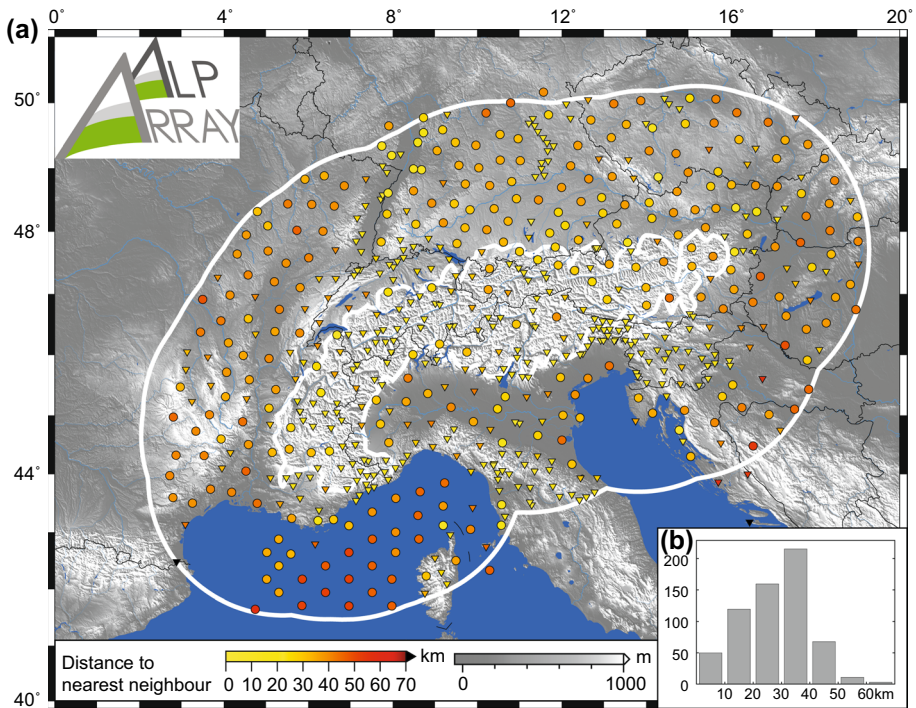 0° 4° 8° 12° 16° 20°
(a)
ALP
ARRAY
50°
48°
46°
44°
42°
40°
(b)
200
150
100
50
0
10 20 30 40 50 60km
Distance to
nearest neighbour
km
0 10 20 30 40 50 60 70
m
0 1000